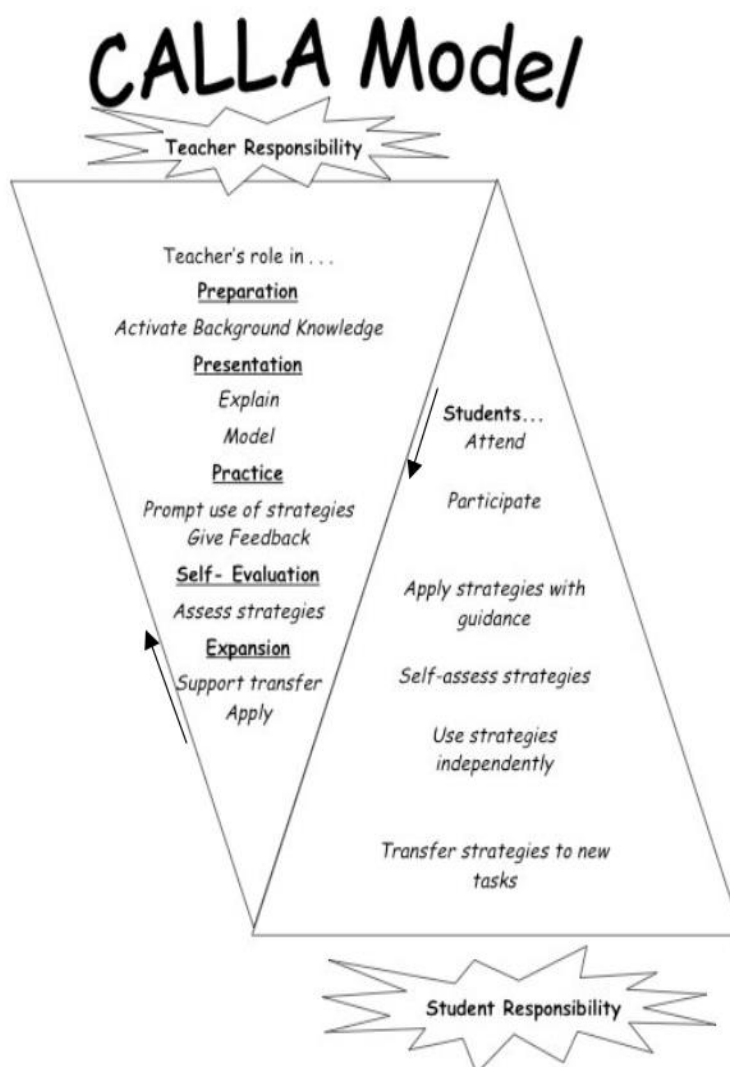 CALLA Model
Teacher Responsibility
Teacher's role in . . .
Preparation
Activate Background Knowledge
Presentation
Explain
Model
Practice
Prompt use of strategies
Give Feedback
Self- Evaluation
Assess strategies
Expansion
Support transfer
Apply
Students...
Attend
Participate
Apply strategies with
guidance
Self-assess strategies
Use strategies
independently
Transfer strategies to new
tasks
Student Responsibility